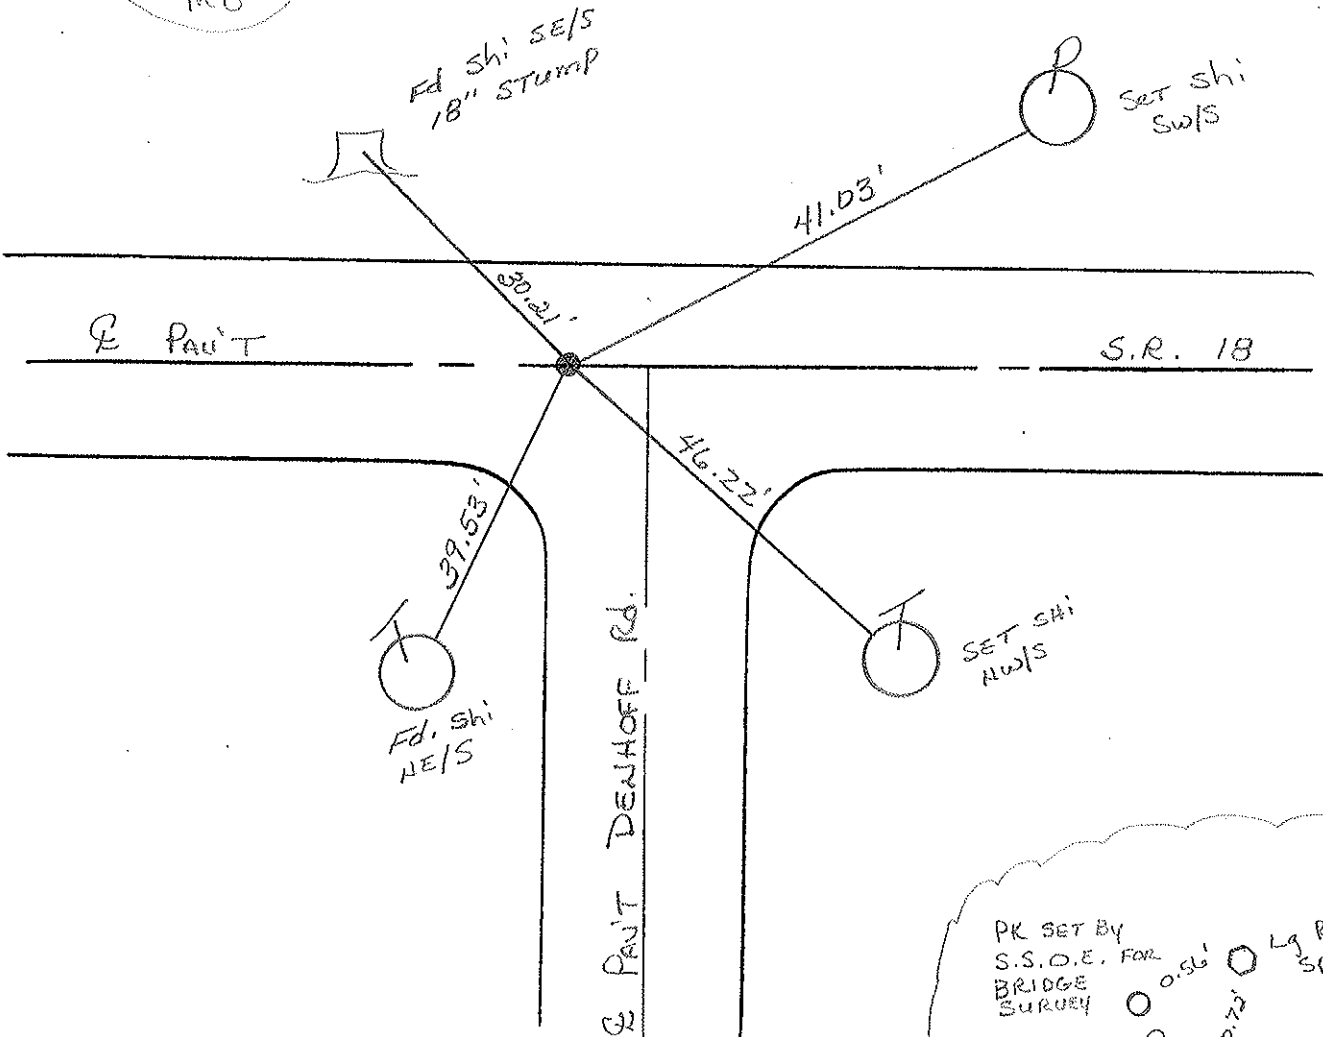 Fd Shi SE/S
18" STUMP
P
SET Shi
SW/S
41.03'
30.21'
℄ PAV'T
S.R. 18
46.22'
39.53'
T
T
SET SHi
NW/S
Fd. Shi
NE/S
℄ PAV'T DENHOFF Rd.
PK SET BY
S.S.O.E. FOR
BRIDGE
SURVEY
0.56'
Lg